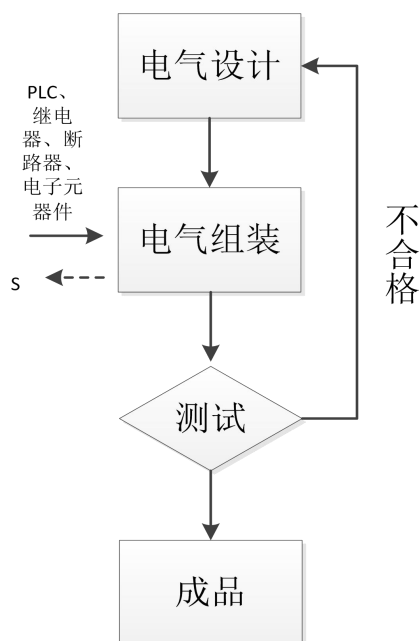 电气设计
PLC、
继电
器、断
路器、
电子元
器件
电气组装
S
不合格
测试
成品